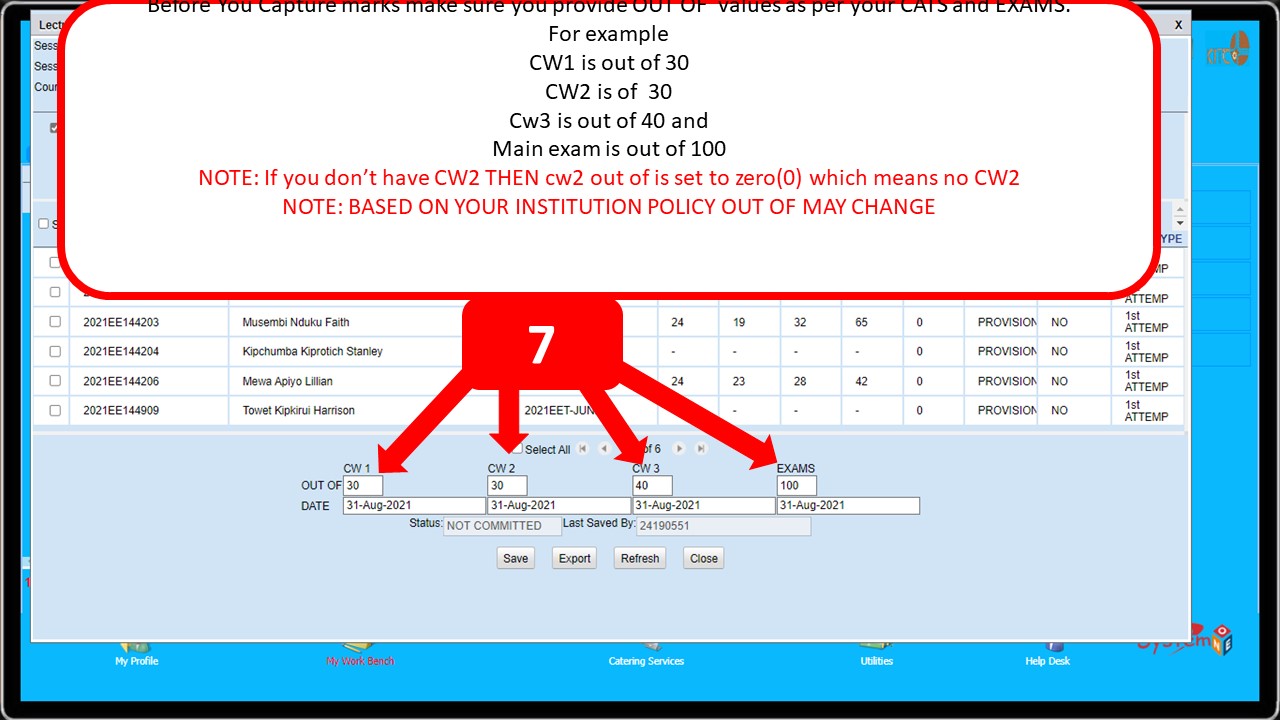 Before You Capture marks make sure you provide OUT OF values as per your CATS and EXAMS.
For example
CW1 is out of 30
CW2 is of 30
Cw3 is out of 40 and
Main exam is out of 100
NOTE: If you don’t have CW2 THEN cw2 out of is set to zero(0) which means no CW2
NOTE: BASED ON YOUR INSTITUTION POLICY OUT OF MAY CHANGE
X
7
2021EE144203 Musembi Nduku Faith 24 19 32 65 0 PROVISION NO 1st ATTEMP
2021EE144204 Kipchumba Kiprotich Stanley - - - 0 PROVISION NO 1st ATTEMP
2021EE144206 Mewa Apiyo Lillian 24 23 28 42 0 PROVISION NO 1st ATTEMP
2021EE144909 Towet Kipkirui Harrison 2021EET-JUN - - 0 PROVISION NO 1st ATTEMP
Select All of 6
CW 1 CW 2 CW 3 EXAMS
OUT OF 30 30 40 100
DATE 31-Aug-2021 31-Aug-2021 31-Aug-2021 31-Aug-2021
Status: NOT COMMITTED Last Saved By: 24190551
Save Export Refresh Close
My Profile My Work Bench Catering Services Utilities Help Desk